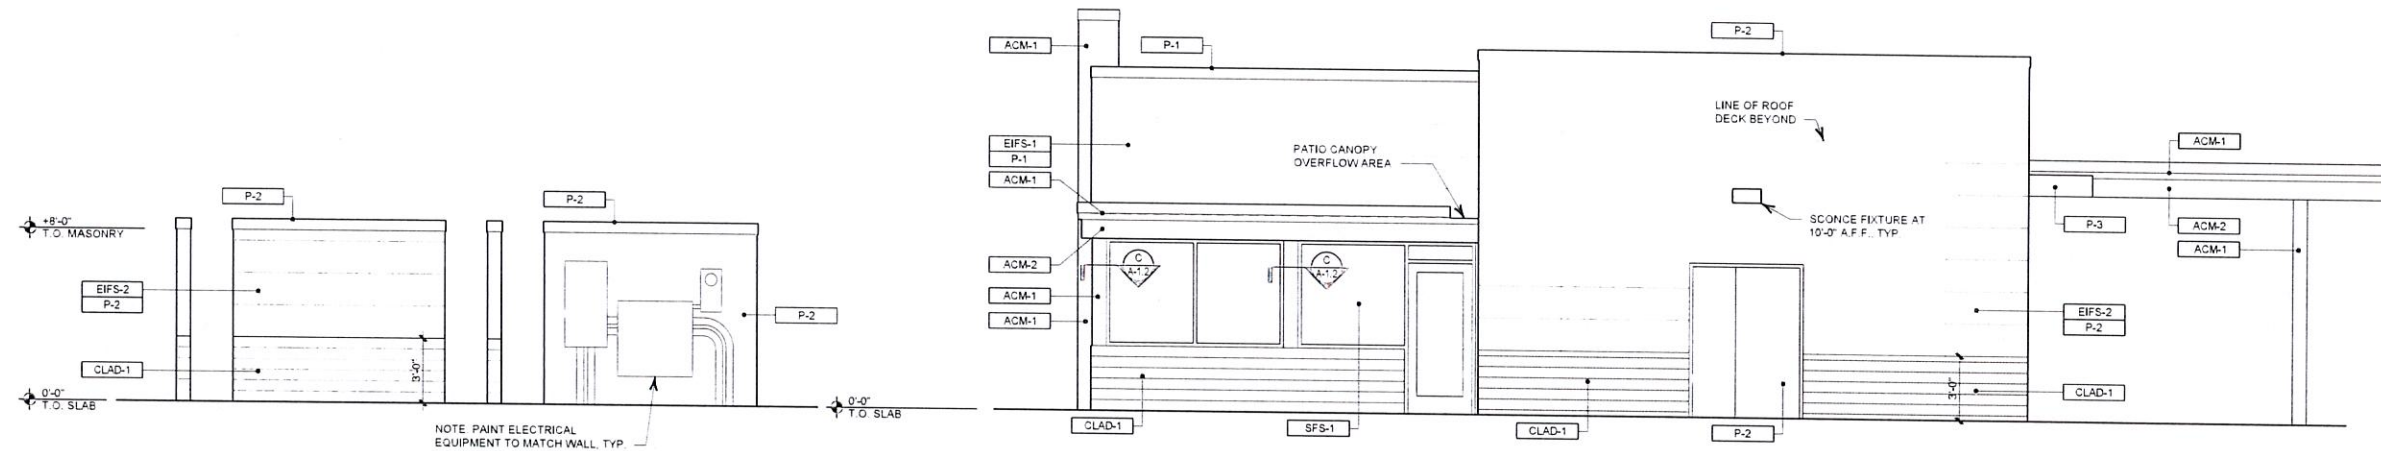 +8'-0"
T.O. MASONRY
P-2
EIFS-2
P-2
CLAD-1
3'-0"
0'-0"
T.O. SLAB
P-2
P-2
NOTE: PAINT ELECTRICAL
EQUIPMENT TO MATCH WALL, TYP.
0'-0"
T.O. SLAB
ACM-1
P-1
EIFS-1
P-1
ACM-1
PATIO CANOPY
OVERFLOW AREA
ACM-2
ACM-1
ACM-1
C
A-1.2
C
A-1.2
CLAD-1
SFS-1
P-2
LINE OF ROOF
DECK BEYOND
SCONCE FIXTURE AT
10'-0" A.F.F., TYP.
CLAD-1
P-2
3'-0"
ACM-1
P-3
ACM-2
ACM-1
EIFS-2
P-2
CLAD-1